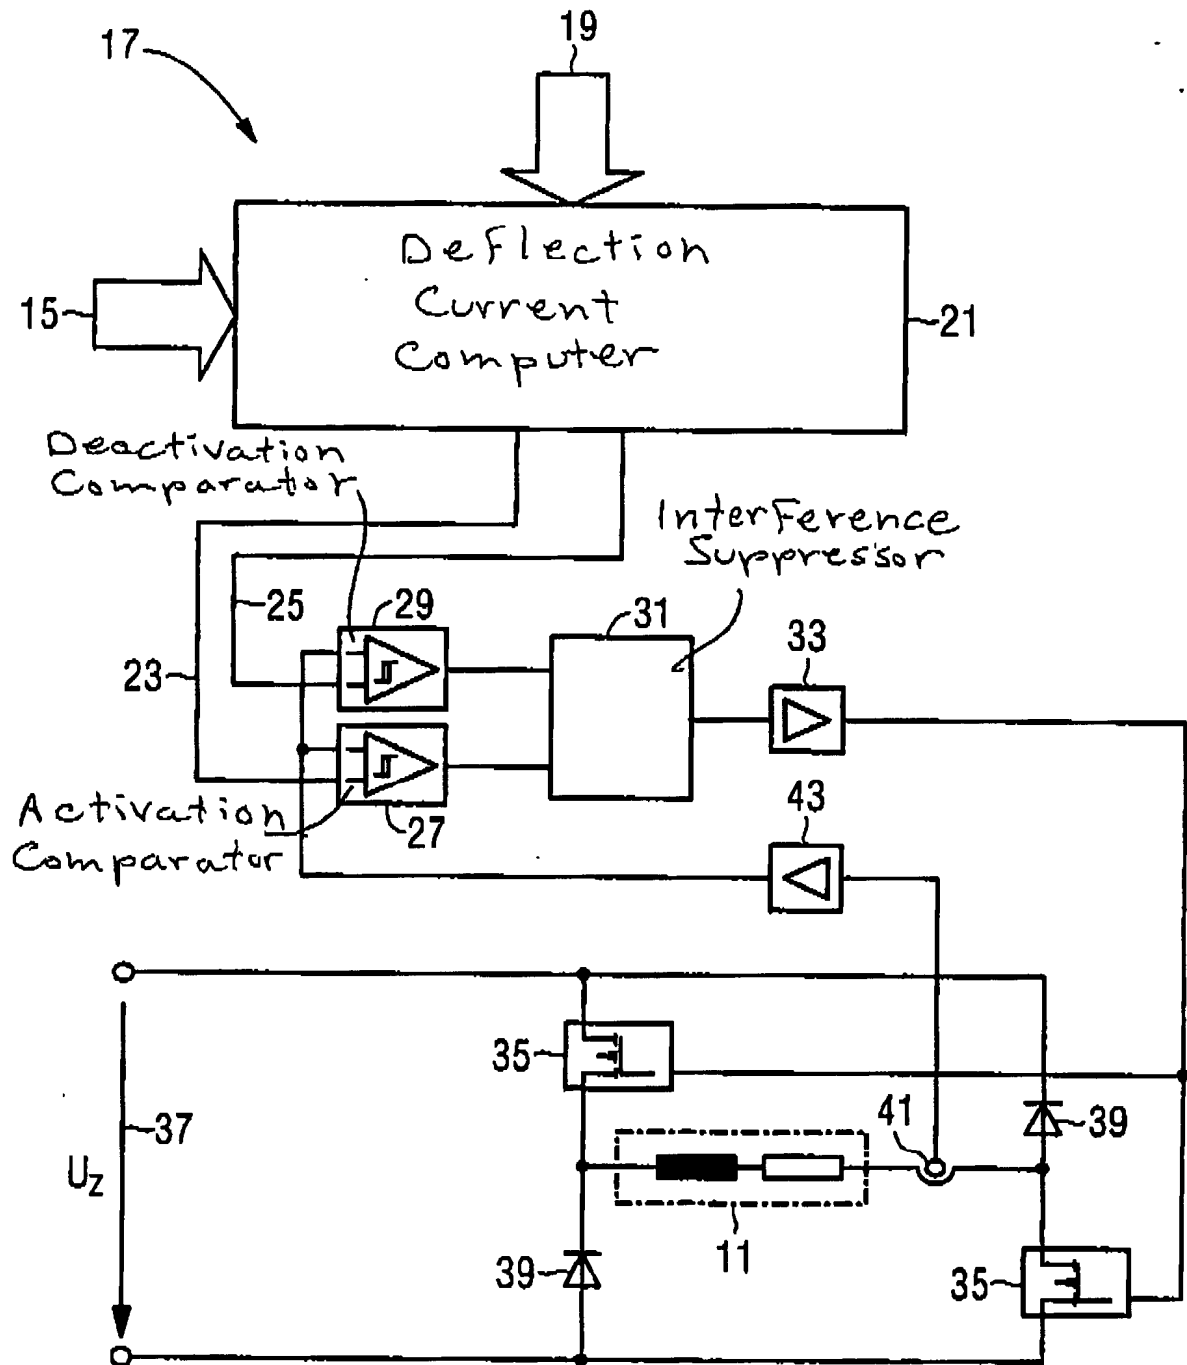 17
19
Deflection
Current
Computer
15
21
Deactivation
Comparator
Interference
Suppressor
25
29
31
33
23
Activation
Comparator
27
43
35
37
41
39
Uz
11
39
35